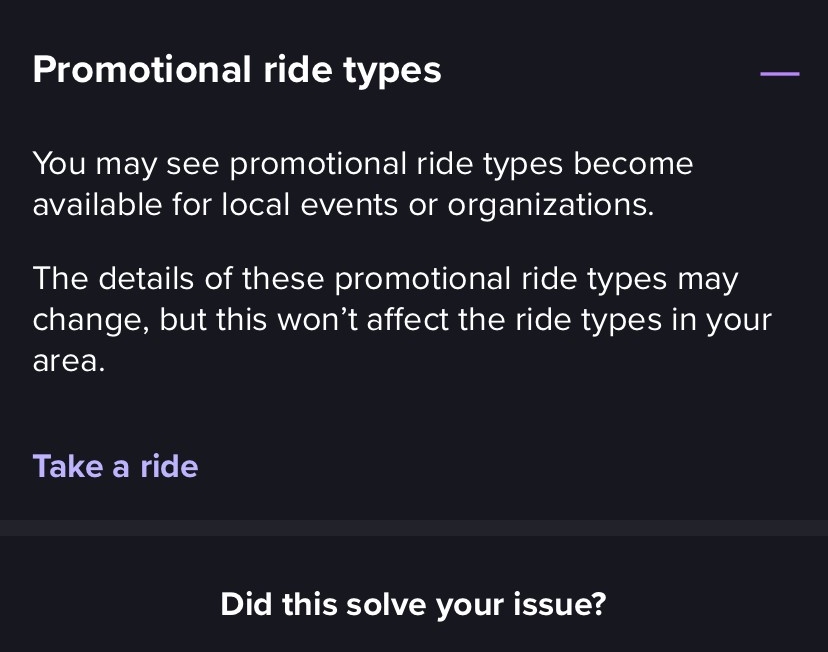 Promotional ride types
You may see promotional ride types become
available for local events or organizations.
The details of these promotional ride types may
change, but this won’t affect the ride types in your
area.
Take a ride
Did this solve your issue?